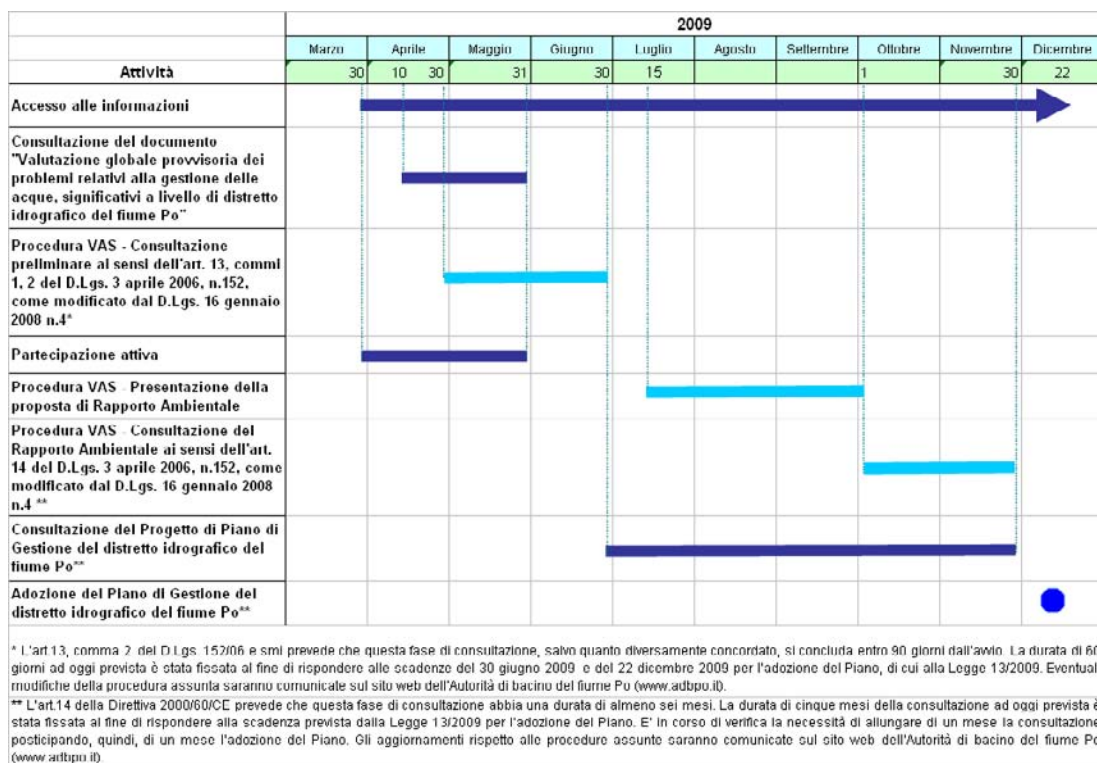 2009
Marzo Aprile Maggio Giugno Luglio Agosto Settembre Ottobre Novembre Dicembre
Attività 30 10 30 31 30 15 1 30 22
Accesso alle informazioni
Consultazione del documento
"Valutazione globale provvisoria dei
problemi relativi alla gestione delle
acque, significativi a livello di distretto
idrografico del fiume Po"
Procedura VAS - Consultazione
preliminare ai sensi dell'art. 13, commi
1, 2 del D.Lgs. 3 aprile 2006, n.152,
come modificato dal D.Lgs. 16 gennaio
2008 n.4*
Partecipazione attiva
Procedura VAS - Presentazione della
proposta di Rapporto Ambientale
Procedura VAS - Consultazione del
Rapporto Ambientale ai sensi dell'art.
14 del D.Lgs. 3 aprile 2006, n.152, come
modificato dal D.Lgs. 16 gennaio 2008
n.4 **
Consultazione del Progetto di Piano di
Gestione del distretto idrografico del
fiume Po**
Adozione del Piano di Gestione del
distretto idrografico del fiume Po**
* L'art.13, comma 2 del D.Lgs. 152/06 e smi prevede che questa fase di consultazione, salvo quanto diversamente concordato, si concluda entro 90 giorni dall'avvio. La durata di 60
giorni ad oggi prevista è stata fissata al fine di rispondere alle scadenze del 30 giugno 2009 e del 22 dicembre 2009 per l'adozione del Piano, di cui alla Legge 13/2009. Eventuali
modifiche della procedura assunta saranno comunicate sul sito web dell'Autorità di bacino del fiume Po (www.adbpo.it).
** L'art.14 della Direttiva 2000/60/CE prevede che questa fase di consultazione abbia una durata di almeno sei mesi. La durata di cinque mesi della consultazione ad oggi prevista è
stata fissata al fine di rispondere alla scadenza prevista dalla Legge 13/2009 per l'adozione del Piano. E' in corso di verifica la necessità di allungare di un mese la consultazione
posticipando, quindi, di un mese l'adozione del Piano. Gli aggiornamenti rispetto alle procedure assunte saranno comunicate sul sito web dell'Autorità di bacino del fiume Po
(www.adbpo.it)